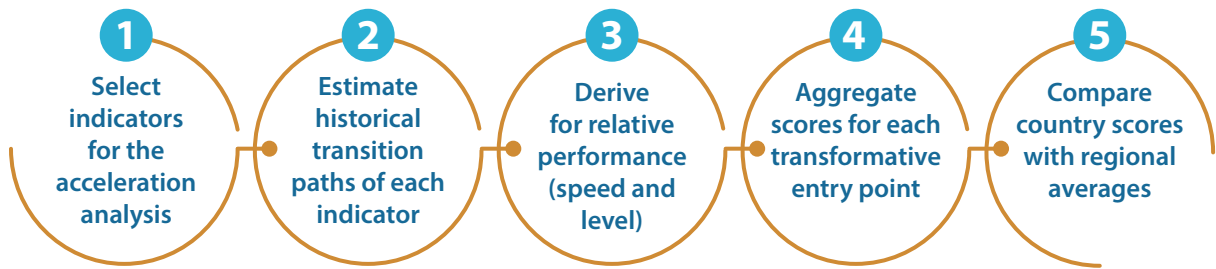 1
Select
indicators
for the
acceleration
analysis
2
Estimate
historical
transition
paths of each
indicator
3
Derive
for relative
performance
(speed and
level)
4
Aggregate
scores for each
transformative
entry point
5
Compare
country scores
with regional
averages